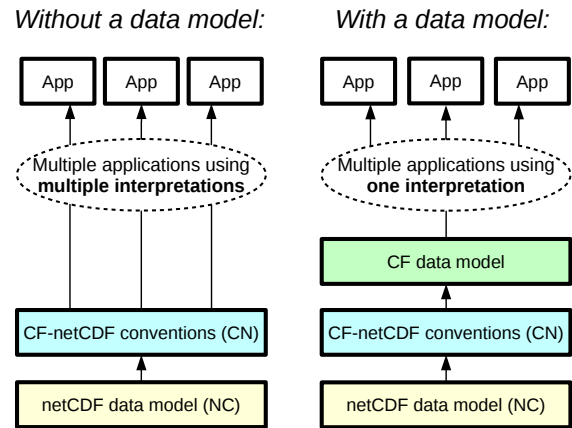 Without a data model:
App App App
Multiple applications using
multiple interpretations
CF-netCDF conventions (CN)
netCDF data model (NC)
With a data model:
App App App
Multiple applications using
one interpretation
CF data model
CF-netCDF conventions (CN)
netCDF data model (NC)